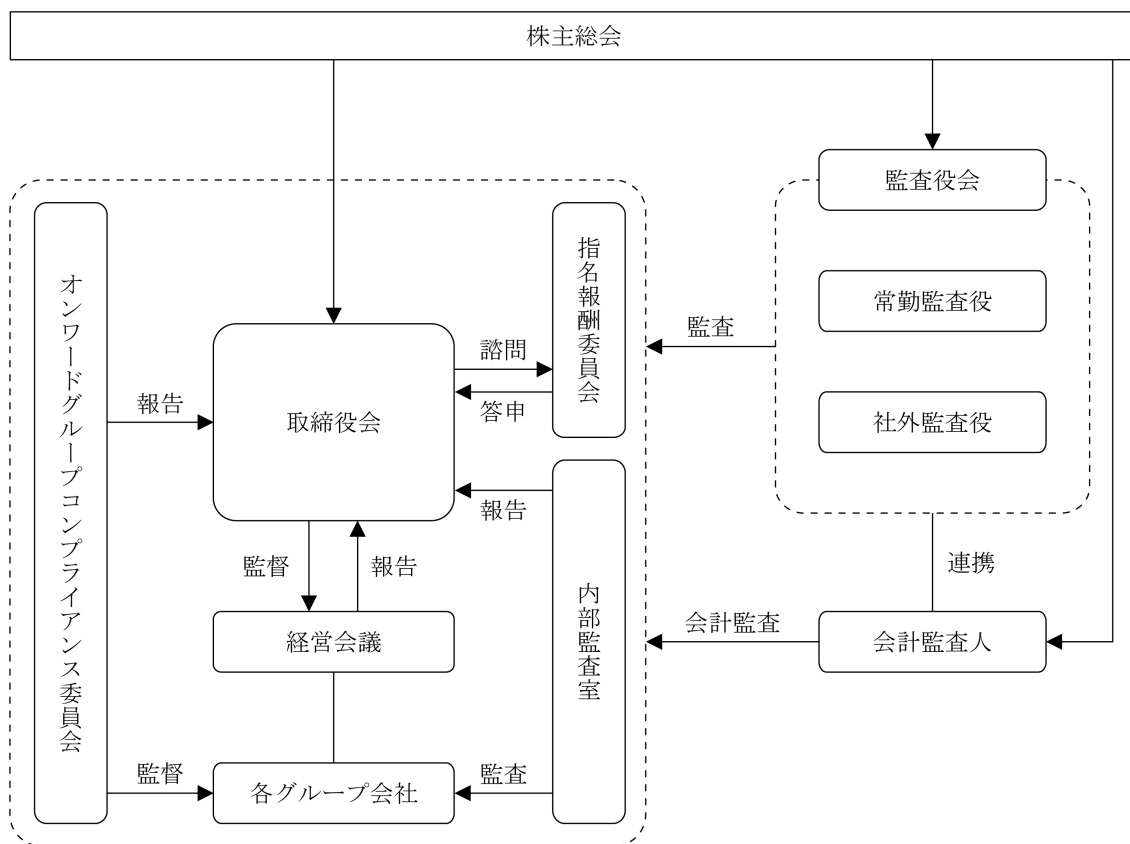 株主総会
監査役会
常勤監査役
社外監査役
監査
指名報酬委員会
諮問
答申
取締役会
報告
オンワードグループコンプライアンス委員会
報告
監督
報告
連携
内部監査室
経営会議
会計監査
会計監査人
監督
各グループ会社
監査